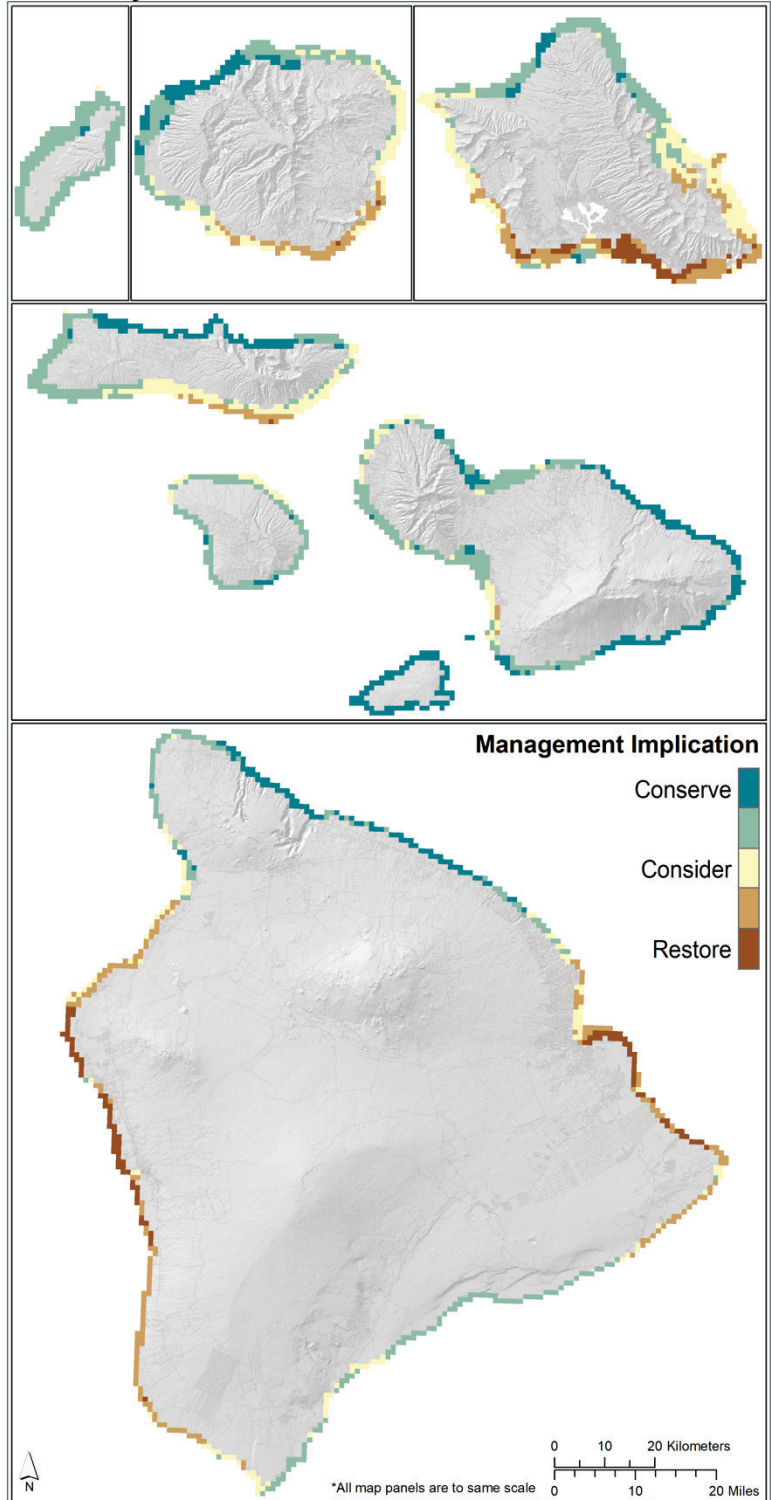 Management Implication
Conserve
Consider
Restore
0 10 20 Kilometers
0 10 20 Miles
*All map panels are to same scale
N